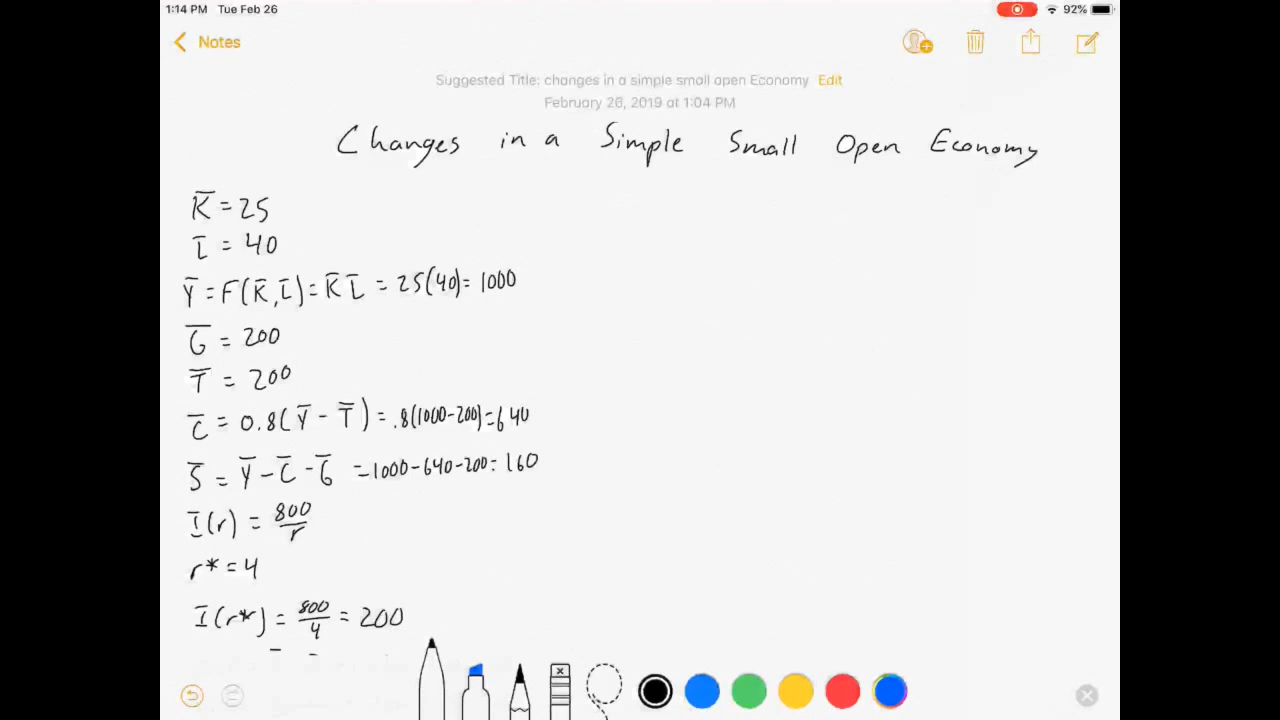 1:14 PM Tue Feb 26
92%
Notes
Suggested Title: changes in a simple small open Economy Edit
February 26, 2019 at 1:04 PM
Changes in a Simple Small Open Economy
K̅ = 25
L̅ = 40
Y̅ = F(K̅, L̅) = K̅ L̅ = 25(40) = 1000
G̅ = 200
T̅ = 200
C̅ = 0.8(Y̅ - T̅) = .8(1000-200) = 640
S̅ = Y̅ - C̅ - G̅ = 1000 - 640 - 200 = 160
I(r) = 800/r
r* = 4
I(r*) = 800/4 = 200